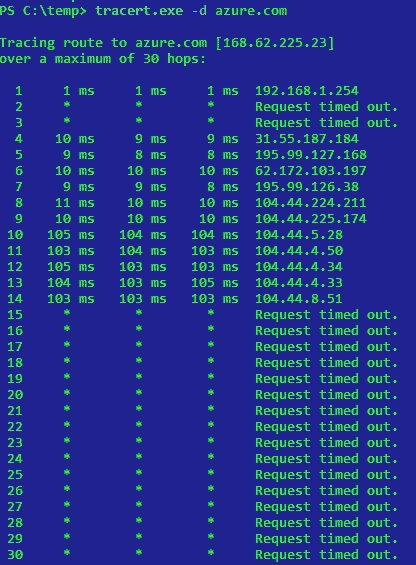 PS C:\temp> tracert.exe -d azure.com
Tracing route to azure.com [168.62.225.23]
over a maximum of 30 hops:
1 1 ms 1 ms 1 ms 192.168.1.254
2 * * * Request timed out.
3 * * * Request timed out.
4 10 ms 9 ms 9 ms 31.55.187.184
5 9 ms 8 ms 8 ms 195.99.127.168
6 10 ms 10 ms 10 ms 62.172.103.197
7 9 ms 9 ms 8 ms 195.99.126.38
8 11 ms 10 ms 10 ms 104.44.224.211
9 10 ms 10 ms 10 ms 104.44.225.174
10 105 ms 104 ms 104 ms 104.44.5.28
11 103 ms 104 ms 103 ms 104.44.4.50
12 105 ms 103 ms 103 ms 104.44.4.34
13 104 ms 103 ms 105 ms 104.44.4.33
14 103 ms 103 ms 103 ms 104.44.8.51
15 * * * Request timed out.
16 * * * Request timed out.
17 * * * Request timed out.
18 * * * Request timed out.
19 * * * Request timed out.
20 * * * Request timed out.
21 * * * Request timed out.
22 * * * Request timed out.
23 * * * Request timed out.
24 * * * Request timed out.
25 * * * Request timed out.
26 * * * Request timed out.
27 * * * Request timed out.
28 * * * Request timed out.
29 * * * Request timed out.
30 * * * Request timed out.